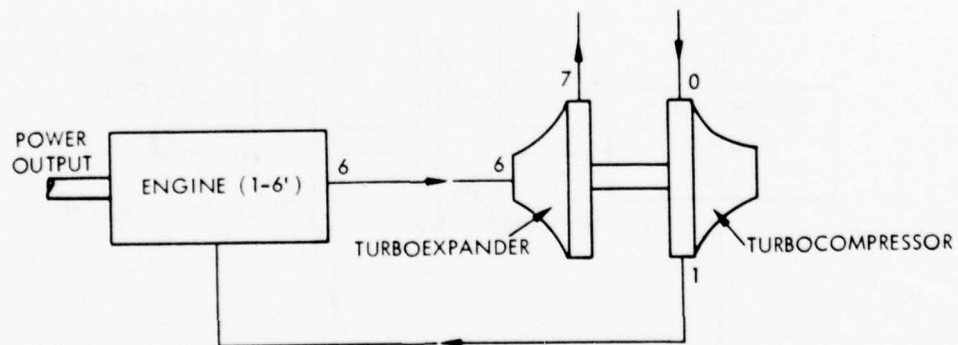 7
0
POWER
OUTPUT
ENGINE (1-6')
6
6
TURBOEXPANDER
TURBOCOMPRESSOR
1